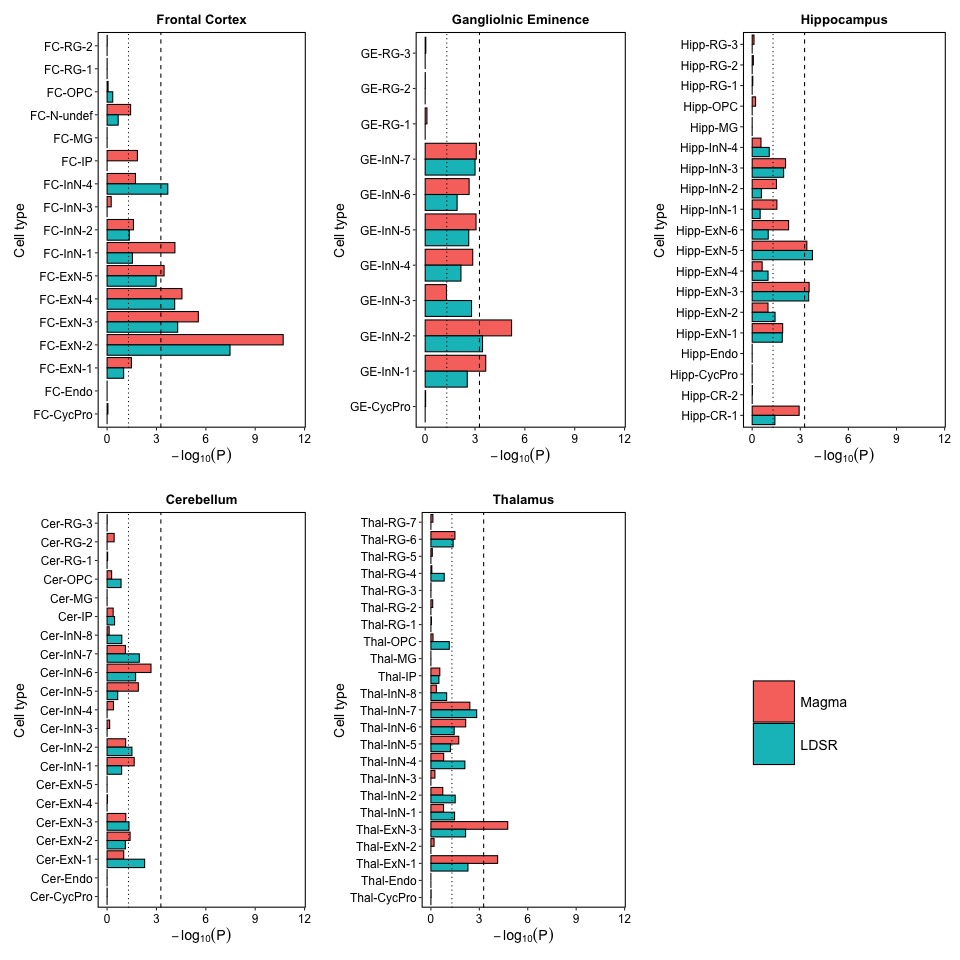 Frontal Cortex
FC-RG-2
FC-RG-1
FC-OPC
FC-N-undef
FC-MG
FC-IP
FC-InN-4
FC-InN-3
FC-InN-2
FC-InN-1
FC-ExN-5
FC-ExN-4
FC-ExN-3
FC-ExN-2
FC-ExN-1
FC-Endo
FC-CycPro
Cell type
0 3 6 9 12
−log10(P)
Gangliolnic Eminence
GE-RG-3
GE-RG-2
GE-RG-1
GE-InN-7
GE-InN-6
GE-InN-5
GE-InN-4
GE-InN-3
GE-InN-2
GE-InN-1
GE-CycPro
Cell type
0 3 6 9 12
−log10(P)
Hippocampus
Hipp-RG-3
Hipp-RG-2
Hipp-RG-1
Hipp-OPC
Hipp-MG
Hipp-InN-4
Hipp-InN-3
Hipp-InN-2
Hipp-InN-1
Hipp-ExN-6
Hipp-ExN-5
Hipp-ExN-4
Hipp-ExN-3
Hipp-ExN-2
Hipp-ExN-1
Hipp-Endo
Hipp-CycPro
Hipp-CR-2
Hipp-CR-1
Cell type
0 3 6 9 12
−log10(P)
Cerebellum
Cer-RG-3
Cer-RG-2
Cer-RG-1
Cer-OPC
Cer-MG
Cer-IP
Cer-InN-8
Cer-InN-7
Cer-InN-6
Cer-InN-5
Cer-InN-4
Cer-InN-3
Cer-InN-2
Cer-InN-1
Cer-ExN-5
Cer-ExN-4
Cer-ExN-3
Cer-ExN-2
Cer-ExN-1
Cer-Endo
Cer-CycPro
Cell type
0 3 6 9 12
−log10(P)
Thalamus
Thal-RG-7
Thal-RG-6
Thal-RG-5
Thal-RG-4
Thal-RG-3
Thal-RG-2
Thal-RG-1
Thal-OPC
Thal-MG
Thal-IP
Thal-InN-8
Thal-InN-7
Thal-InN-6
Thal-InN-5
Thal-InN-4
Thal-InN-3
Thal-InN-2
Thal-InN-1
Thal-ExN-3
Thal-ExN-2
Thal-ExN-1
Thal-Endo
Thal-CycPro
Cell type
0 3 6 9 12
−log10(P)
Magma
LDSR